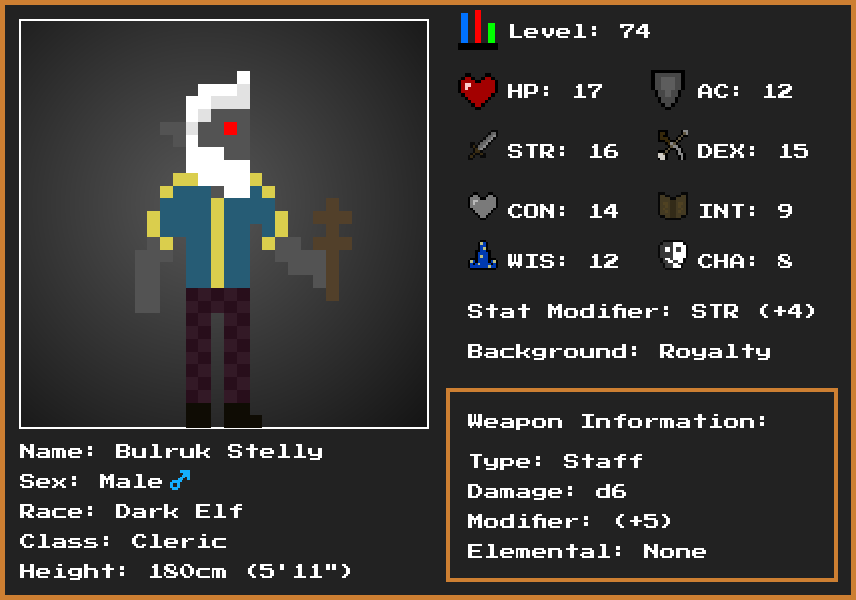 Level: 74
HP: 17 AC: 12
STR: 16 DEX: 15
CON: 14 INT: 9
WIS: 12 CHA: 8
Stat Modifier: STR (+4)
Background: Royalty
Weapon Information:
Type: Staff
Damage: d6
Modifier: (+5)
Elemental: None
Name: Bulruk Stelly
Sex: Male♂
Race: Dark Elf
Class: Cleric
Height: 180cm (5'11")